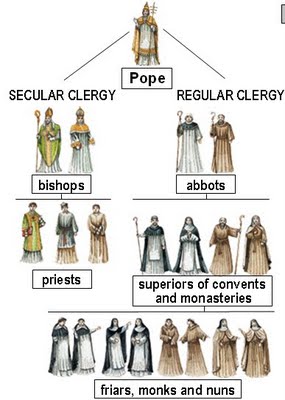 Pope
SECULAR CLERGY
REGULAR CLERGY
bishops
abbots
priests
superiors of convents
and monasteries
friars, monks and nuns